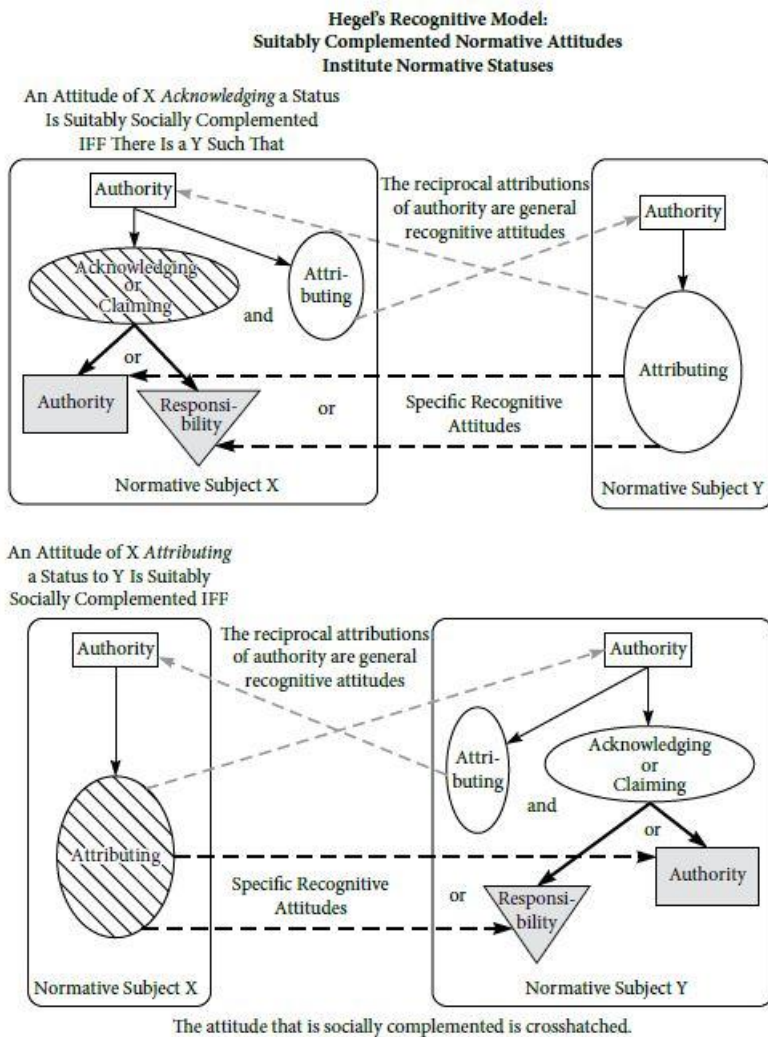 Hegel's Recognitive Model:
Suitably Complemented Normative Attitudes
Institute Normative Statuses
An Attitude of X Acknowledging a Status
Is Suitably Socially Complemented
IFF There Is a Y Such That
Authority
The reciprocal attributions
of authority are general
recognitive attitudes
Authority
Acknowledging
or
Claiming
and
Attri-
buting
Attributing
or
Authority
Responsi-
bility
or
Specific Recognitive
Attitudes
Normative Subject X
Normative Subject Y
An Attitude of X Attributing
a Status to Y Is Suitably
Socially Complemented IFF
Authority
The reciprocal attributions
of authority are general
recognitive attitudes
Authority
Attri-
buting
Acknowledging
or
Claiming
and
or
Attributing
Specific Recognitive
Attitudes
or
Responsi-
bility
Authority
Normative Subject X
Normative Subject Y
The attitude that is socially complemented is crosshatched.